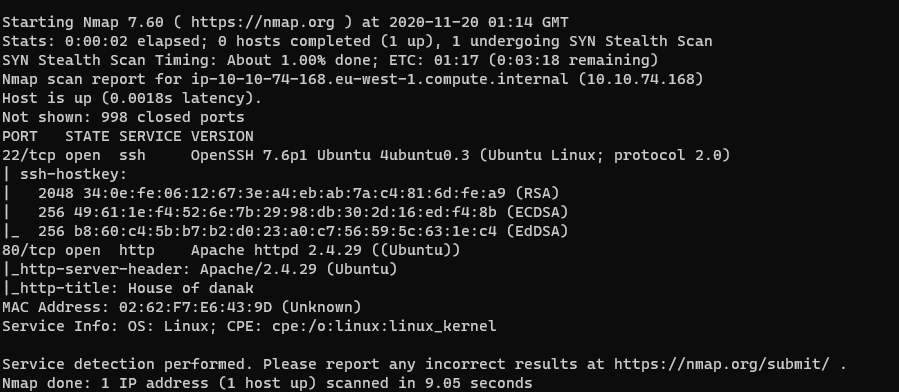 Starting Nmap 7.60 ( https://nmap.org ) at 2020-11-20 01:14 GMT
Stats: 0:00:02 elapsed; 0 hosts completed (1 up), 1 undergoing SYN Stealth Scan
SYN Stealth Scan Timing: About 1.00% done; ETC: 01:17 (0:03:18 remaining)
Nmap scan report for ip-10-10-74-168.eu-west-1.compute.internal (10.10.74.168)
Host is up (0.0018s latency).
Not shown: 998 closed ports
PORT   STATE SERVICE VERSION
22/tcp open  ssh     OpenSSH 7.6p1 Ubuntu 4ubuntu0.3 (Ubuntu Linux; protocol 2.0)
| ssh-hostkey:
|   2048 34:0e:fe:06:12:67:3e:a4:eb:ab:7a:c4:81:6d:fe:a9 (RSA)
|   256 49:61:1e:f4:52:6e:7b:29:98:db:30:2d:16:ed:f4:8b (ECDSA)
|_  256 b8:60:c4:5b:b7:b2:d0:23:a0:c7:56:59:5c:63:1e:c4 (EdDSA)
80/tcp open  http    Apache httpd 2.4.29 ((Ubuntu))
|_http-server-header: Apache/2.4.29 (Ubuntu)
|_http-title: House of danak
MAC Address: 02:62:F7:E6:43:9D (Unknown)
Service Info: OS: Linux; CPE: cpe:/o:linux:linux_kernel

Service detection performed. Please report any incorrect results at https://nmap.org/submit/ .
Nmap done: 1 IP address (1 host up) scanned in 9.05 seconds